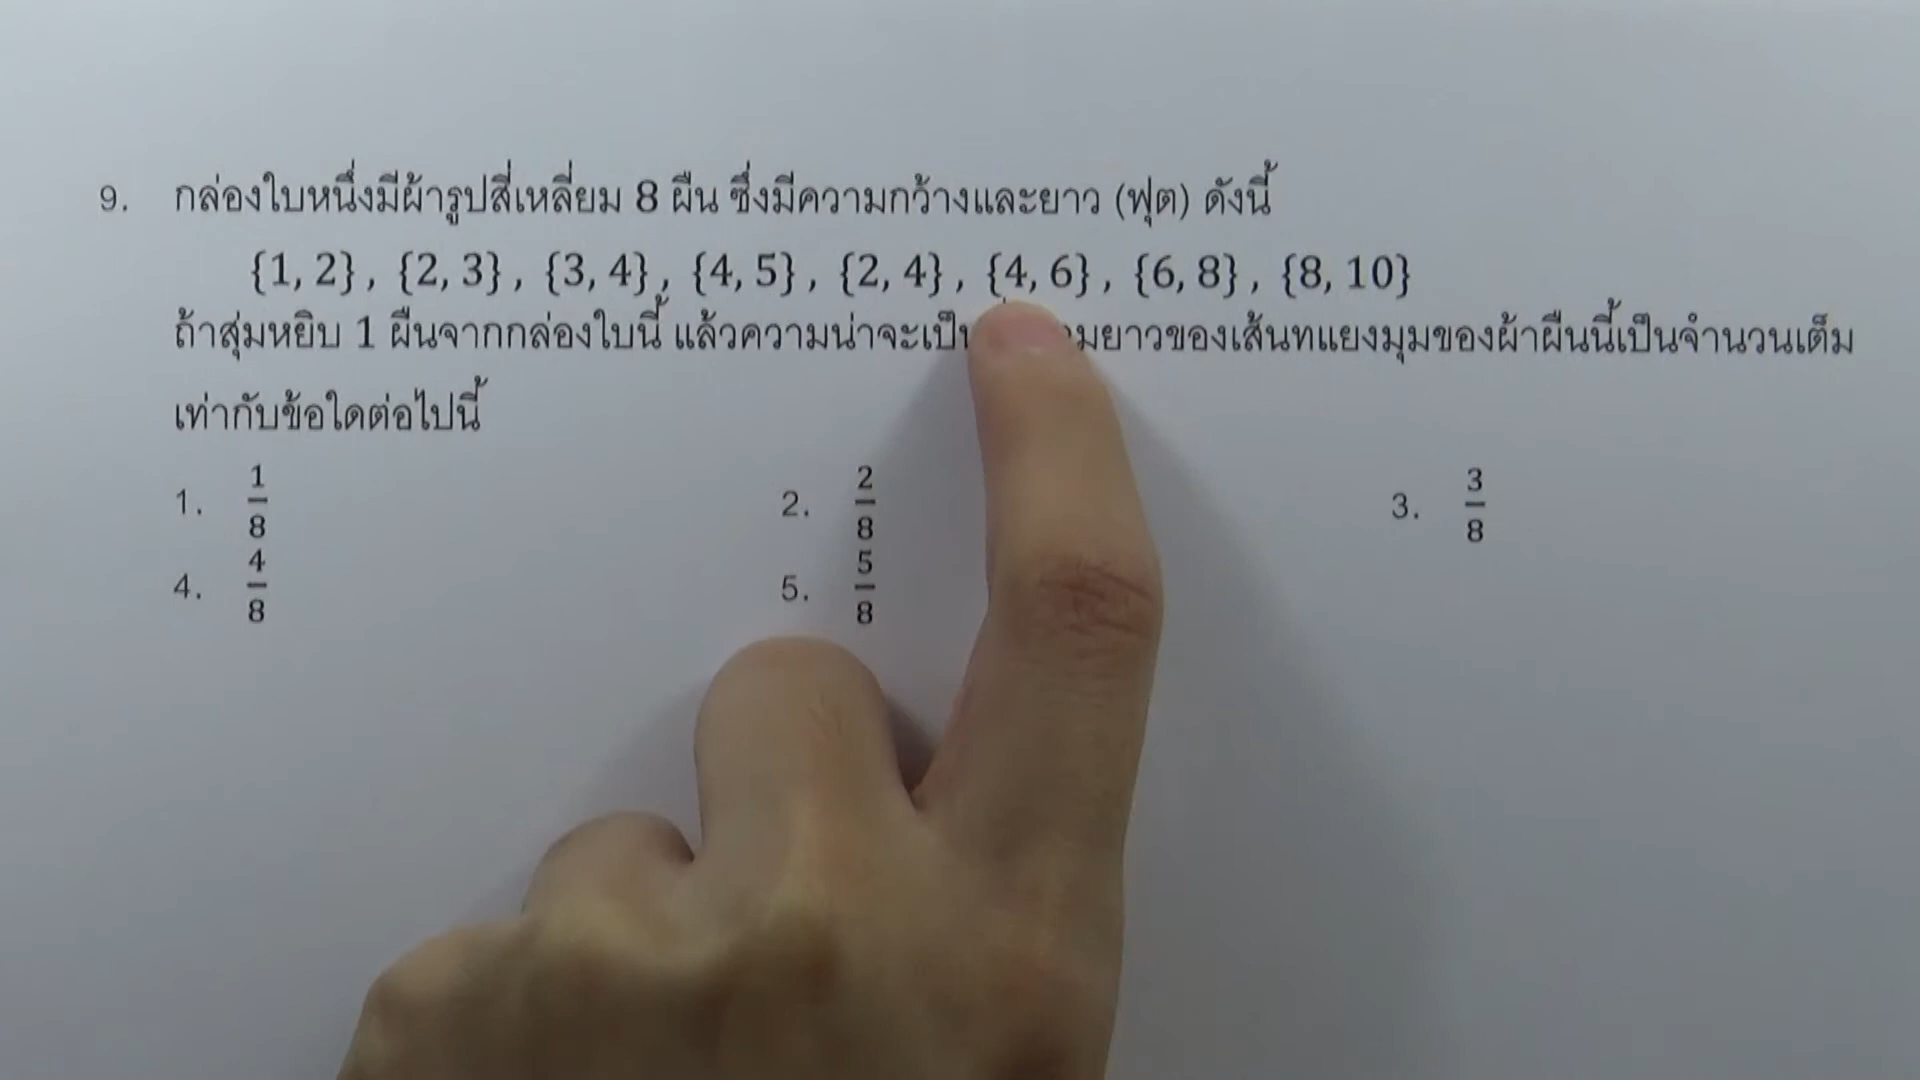 9. กล่องใบหนึ่งมีผ้ารูปสี่เหลี่ยม 8 ผืน ซึ่งมีความกว้างและยาว (ฟุต) ดังนี้
{1, 2} , {2, 3} , {3, 4} , {4, 5} , {2, 4} , {4, 6} , {6, 8} , {8, 10}
ถ้าสุ่มหยิบ 1 ผืนจากกล่องใบนี้ แล้วความน่าจะเป็น ยาวของเส้นทแยงมุมของผ้าผืนนี้เป็นจำนวนเต็ม
เท่ากับข้อใดต่อไปนี้
1. 1/8 2. 2/8 3. 3/8
4. 4/8 5. 5/8